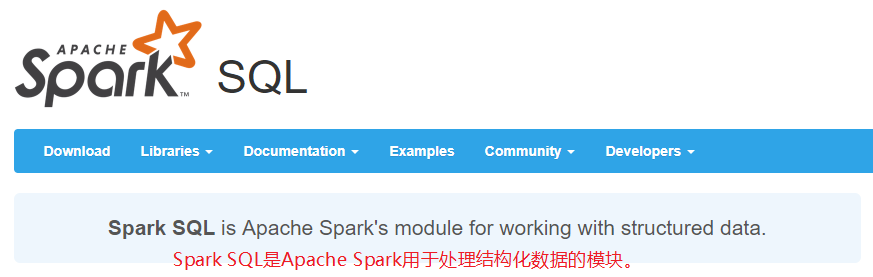 APACHE
Spark™ SQL
Download Libraries Documentation Examples Community Developers
Spark SQL is Apache Spark's module for working with structured data.
Spark SQL是Apache Spark用于处理结构化数据的模块。